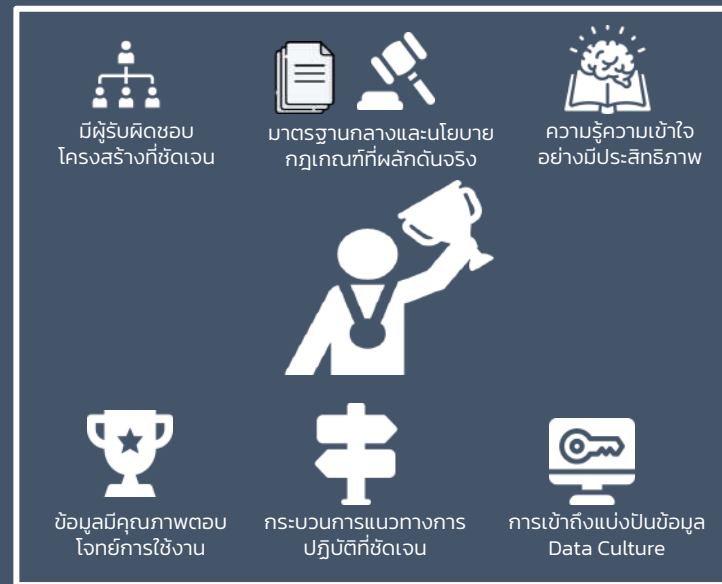 มีผู้รับผิดชอบ
โครงสร้างที่ชัดเจน
มาตรฐานกลางและนโยบาย
กฎเกณฑ์ที่ผลักดันจริง
ความรู้ความเข้าใจ
อย่างมีประสิทธิภาพ
ข้อมูลมีคุณภาพตอบ
โจทย์การใช้งาน
กระบวนการแนวทางการ
ปฏิบัติที่ชัดเจน
การเข้าถึงแบ่งปันข้อมูล
Data Culture